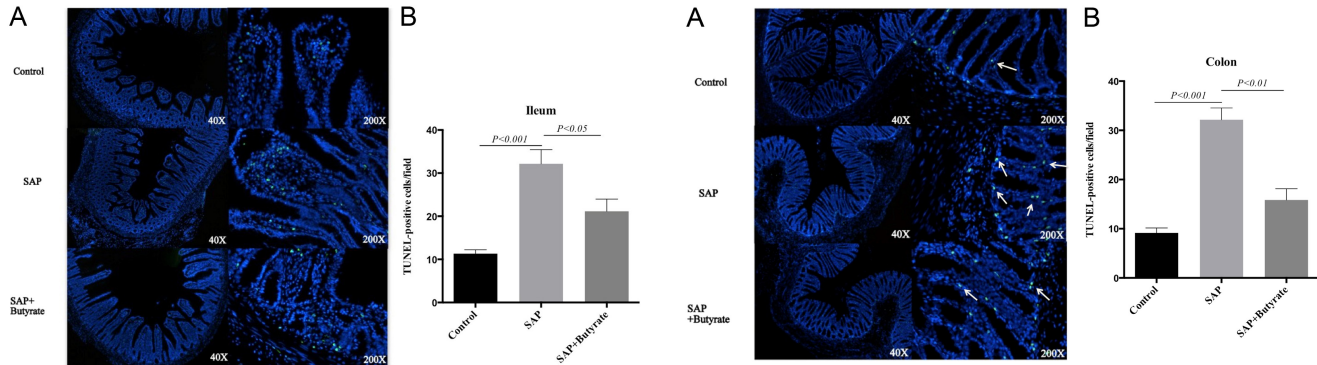 A
Control
40X
200X
SAP
40X
200X
SAP+
Butyrate
40X
200X
B
Ileum
TUNEL-positive cells/field
40
30
20
10
0
P<0.001
P<0.05
Control
SAP
SAP+Butyrate
A
Control
40X
200X
SAP
40X
200X
SAP
+Butyrate
40X
200X
B
Colon
TUNEL-positive cells/field
40
30
20
10
0
P<0.001
P<0.01
Control
SAP
SAP+Butyrate